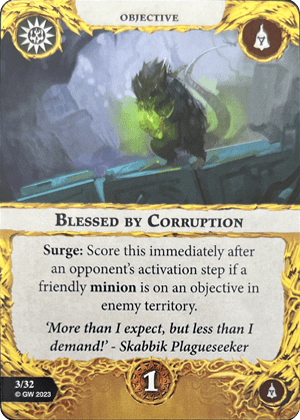 OBJECTIVE
BLESSED BY CORRUPTION
Surge: Score this immediately after
an opponent's activation step if a
friendly minion is on an objective in
enemy territory.
'More than I expect, but less than I
demand!' - Skabbik Plagueseeker
3/32
© GW 2023
1